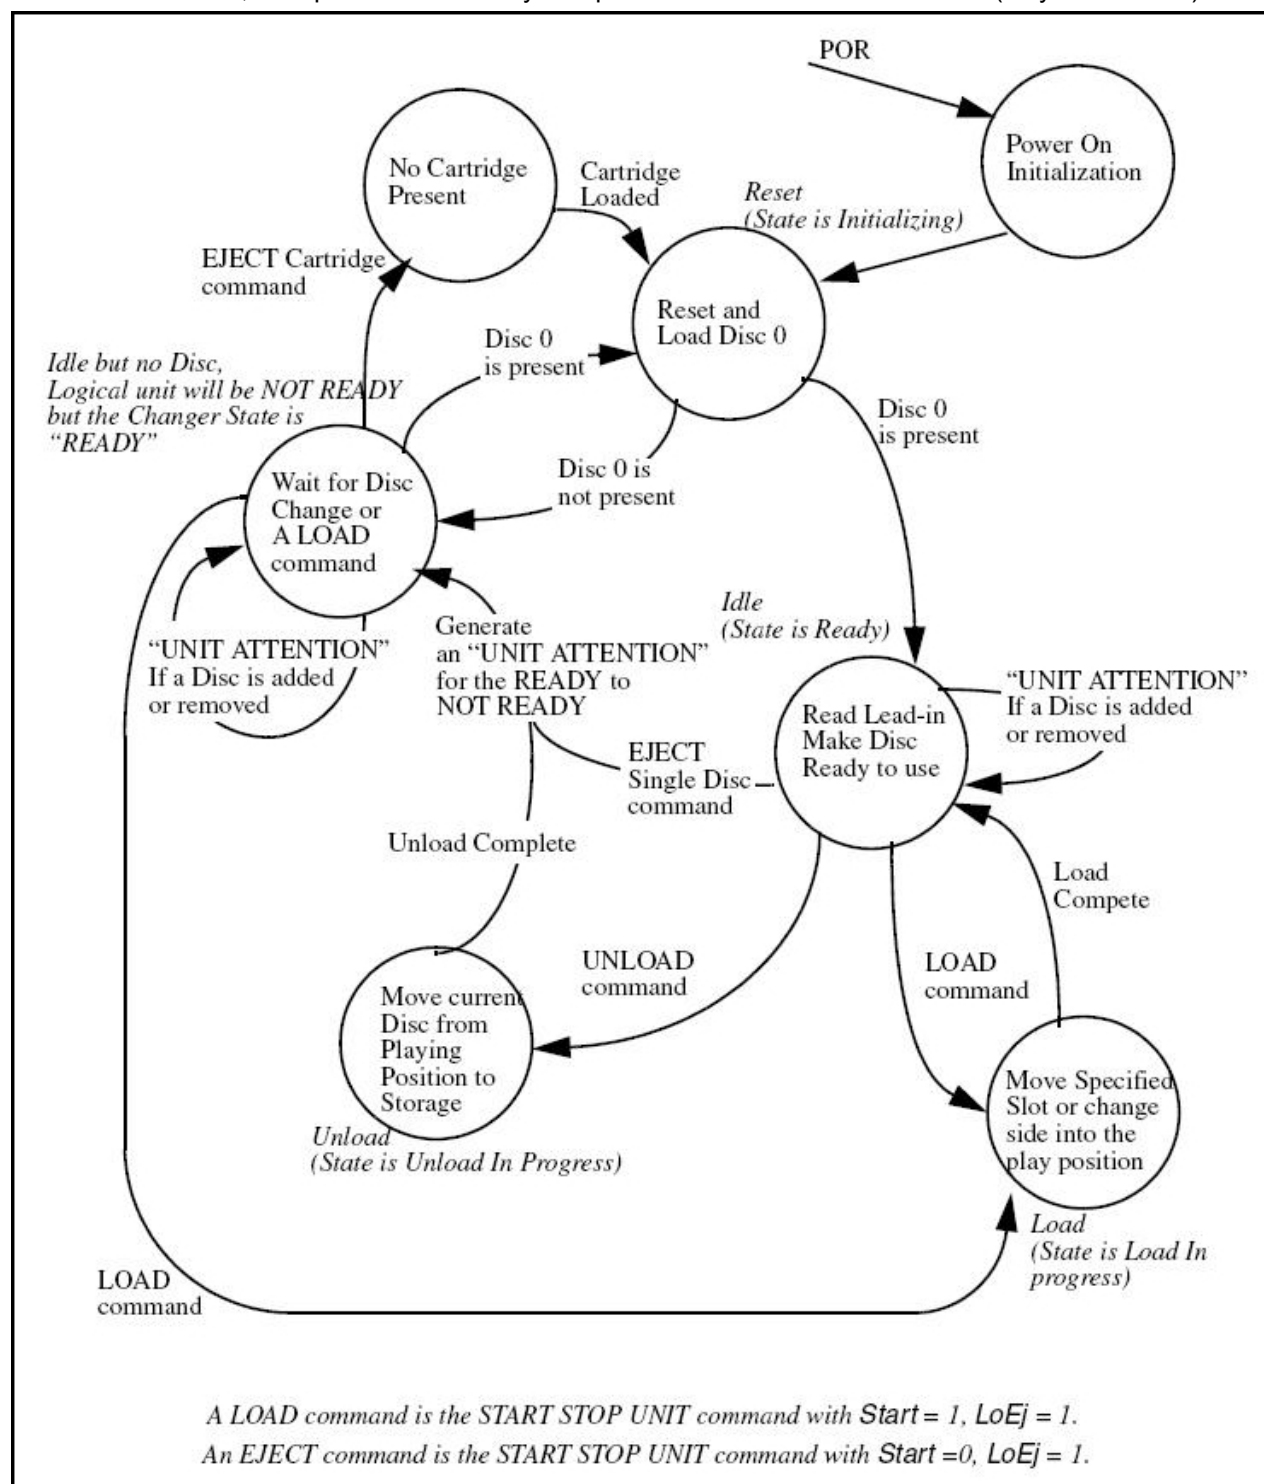 POR
Power On
Initialization
No Cartridge
Present
Cartridge
Loaded
Reset
(State is Initializing)
EJECT Cartridge
command
Reset and
Load Disc 0
Disc 0
is present
Idle but no Disc,
Logical unit will be NOT READY
but the Changer State is
“READY”
Disc 0
is present
Disc 0 is
not present
Wait for Disc
Change or
A LOAD
command
Idle
(State is Ready)
“UNIT ATTENTION”
If a Disc is added
or removed
Generate
an “UNIT ATTENTION”
for the READY to
NOT READY
Read Lead-in
Make Disc
Ready to use
“UNIT ATTENTION”
If a Disc is added
or removed
EJECT
Single Disc
command
Unload Complete
Load
Compete
UNLOAD
command
LOAD
command
Move current
Disc from
Playing
Position to
Storage
Unload
(State is Unload In Progress)
Move Specified
Slot or change
side into the
play position
Load
(State is Load In
progress)
LOAD
command
A LOAD command is the START STOP UNIT command with Start = 1, LoEj = 1.
An EJECT command is the START STOP UNIT command with Start =0, LoEj = 1.